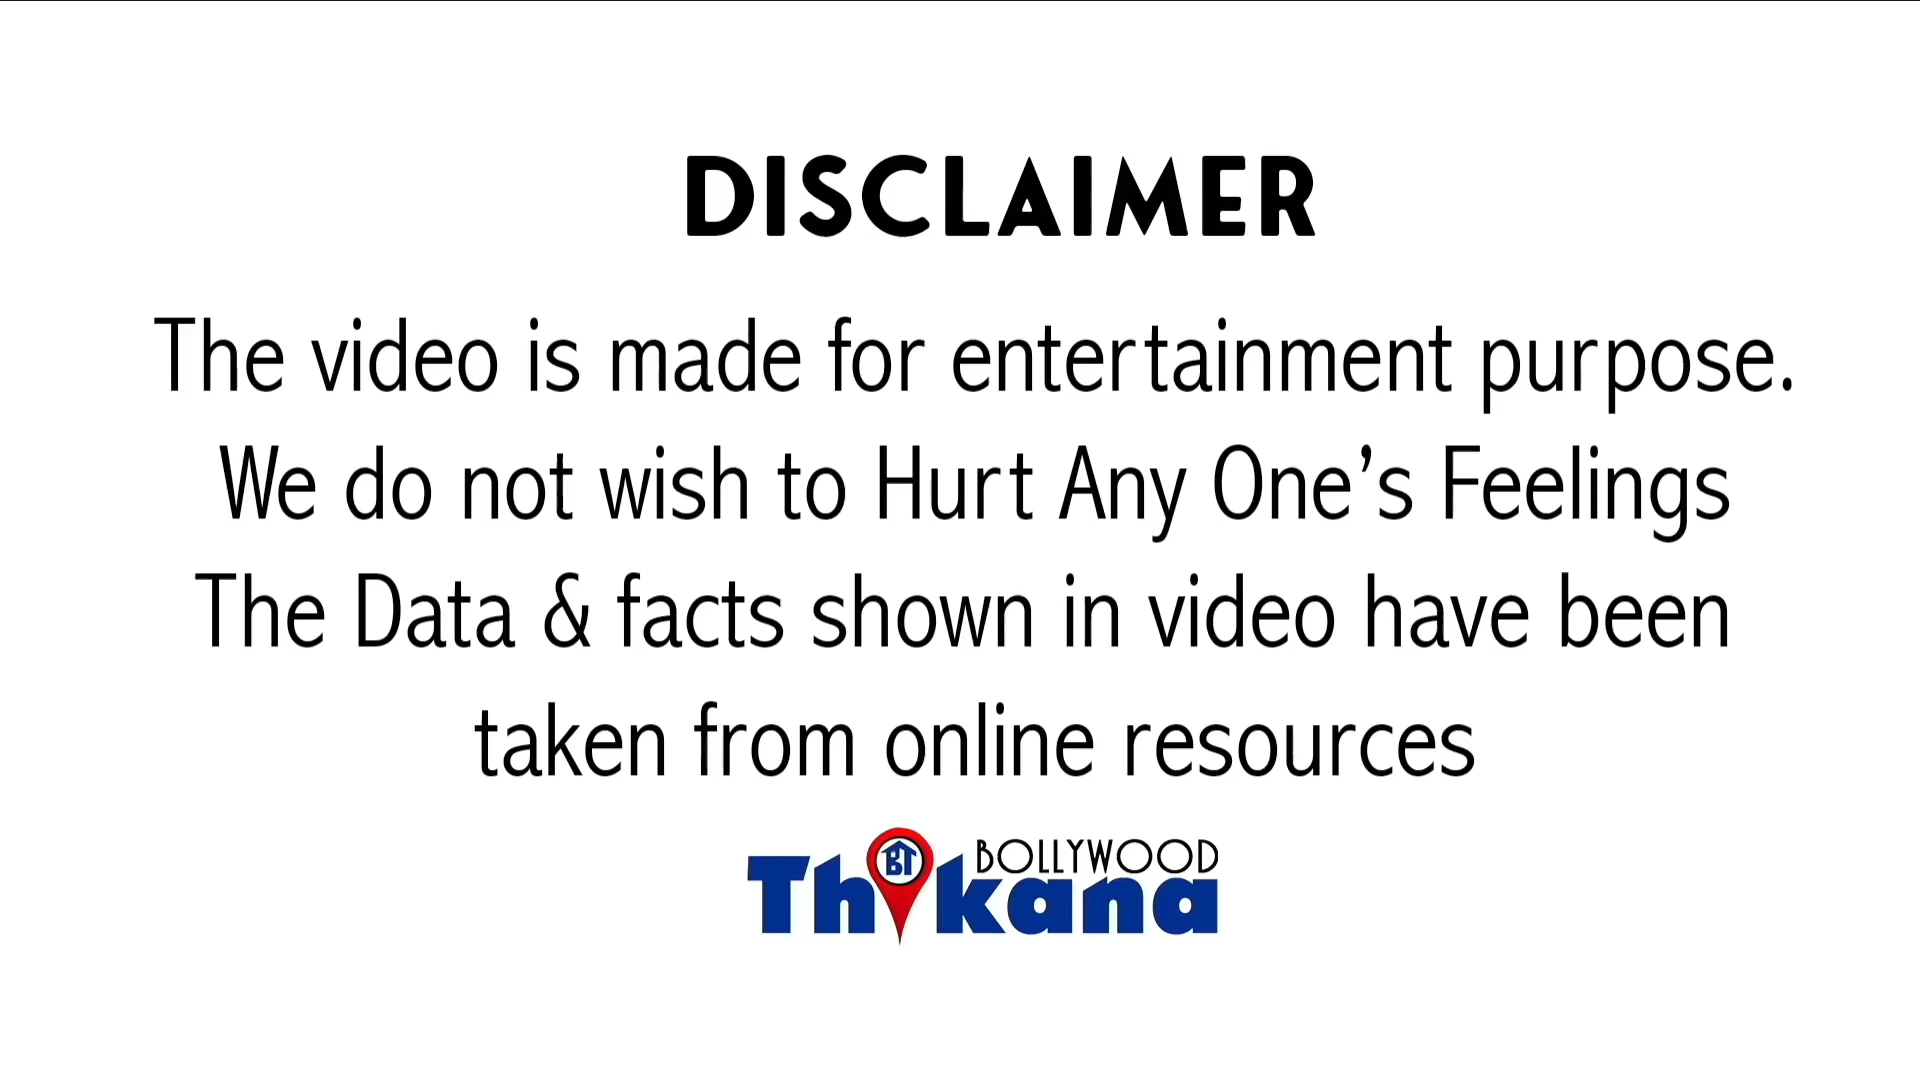 DISCLAIMER
The video is made for entertainment purpose.
We do not wish to Hurt Any One’s Feelings
The Data & facts shown in video have been
taken from online resources
BT
BOLLYWOOD
Thikana